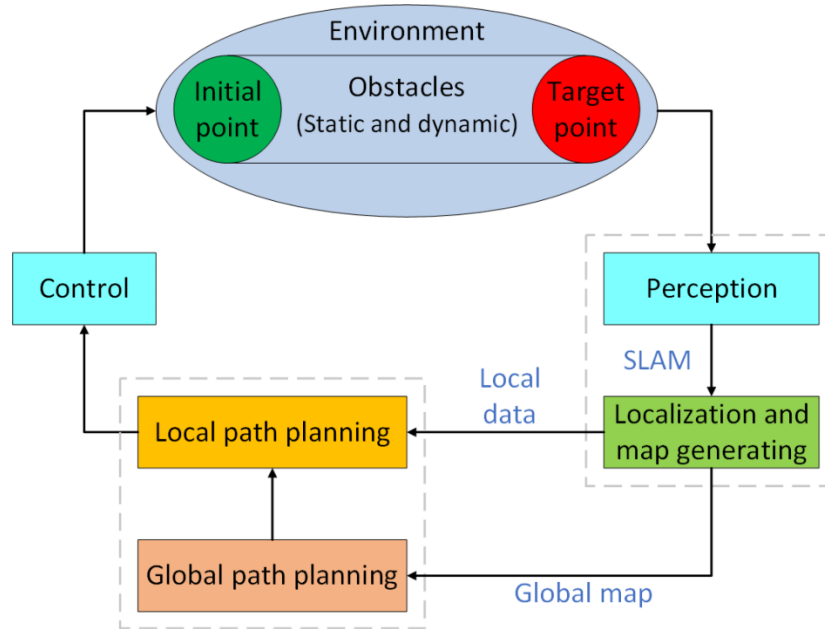 Environment
Initial
point
Obstacles
(Static and dynamic)
Target
point
Control
Perception
SLAM
Local
data
Local path planning
Localization and
map generating
Global path planning
Global map